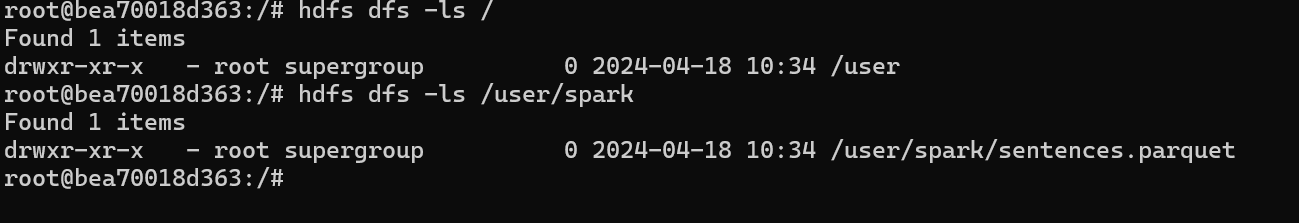 root@bea70018d363:/# hdfs dfs -ls /
Found 1 items
drwxr-xr-x   - root supergroup          0 2024-04-18 10:34 /user
root@bea70018d363:/# hdfs dfs -ls /user/spark
Found 1 items
drwxr-xr-x   - root supergroup          0 2024-04-18 10:34 /user/spark/sentences.parquet
root@bea70018d363:/#